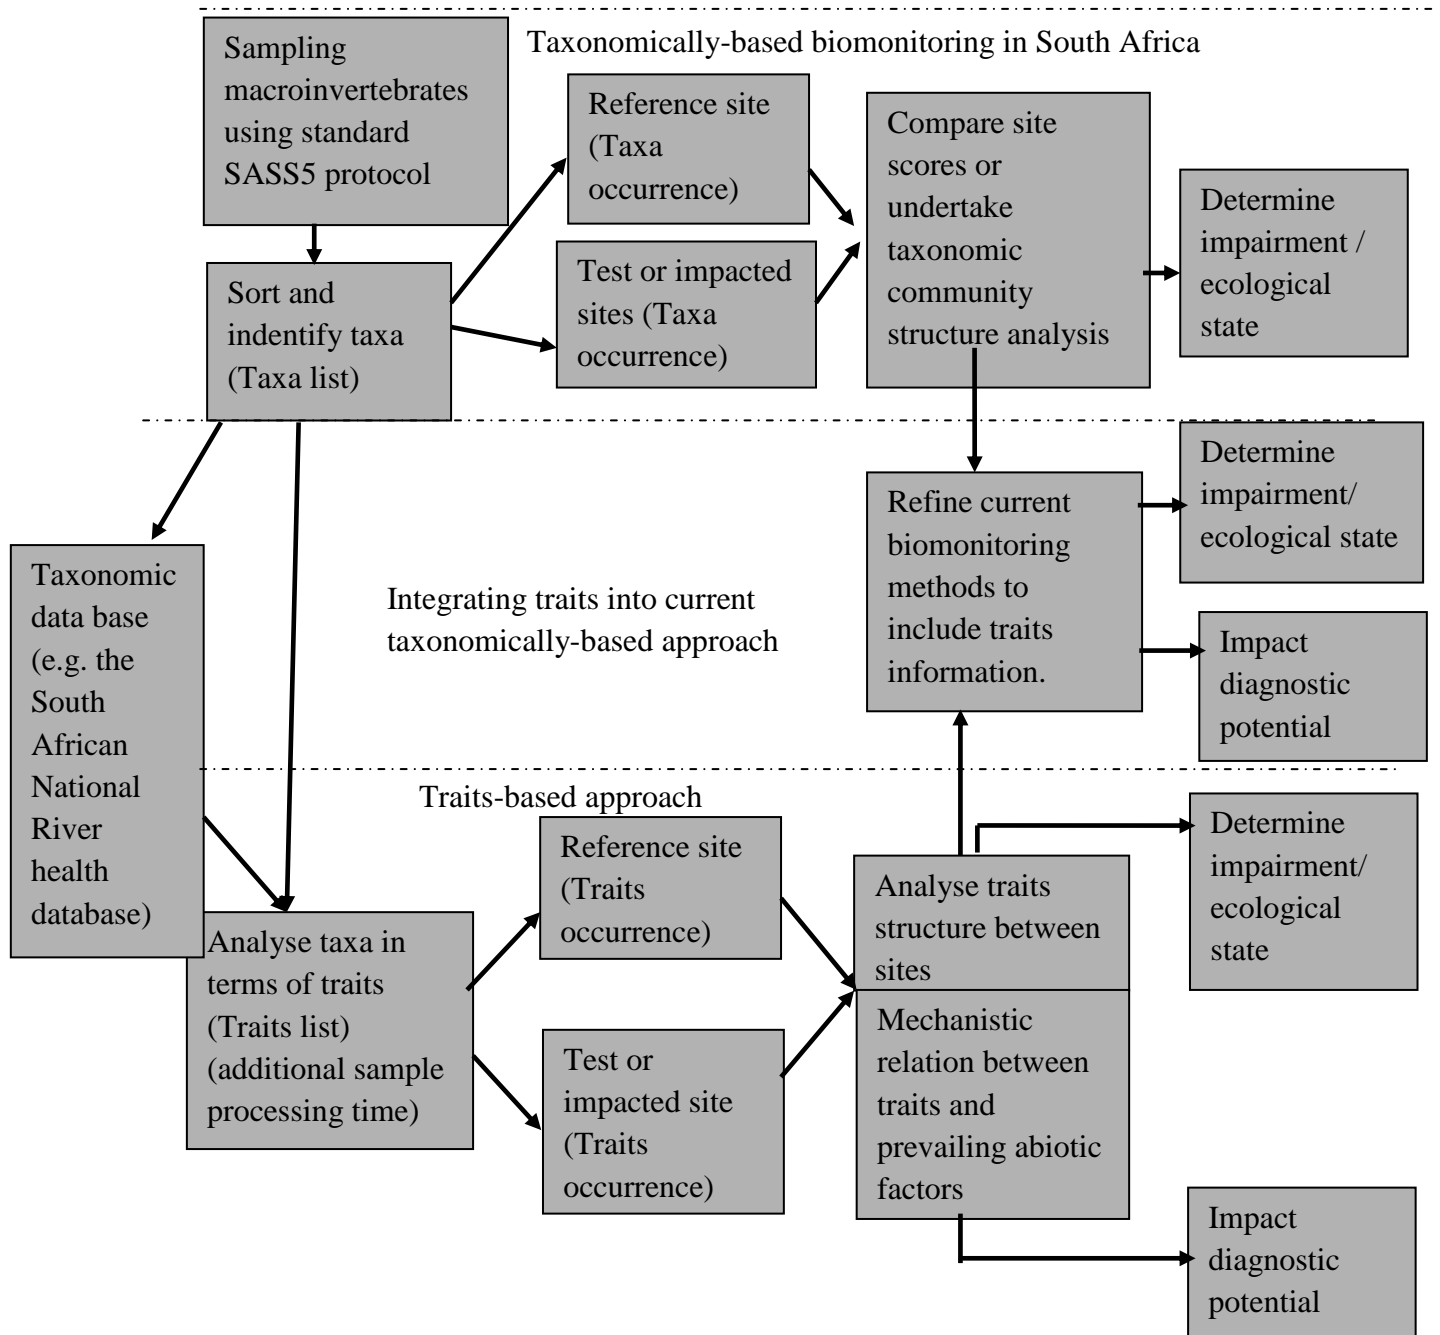 Taxonomically-based biomonitoring in South Africa
Sampling
macroinvertebrates
using standard
SASS5 protocol
Sort and
indentify taxa
(Taxa list)
Reference site
(Taxa
occurrence)
Test or impacted
sites (Taxa
occurrence)
Compare site
scores or
undertake
taxonomic
community
structure analysis
Determine
impairment /
ecological
state
Integrating traits into current
taxonomically-based approach
Taxonomic
data base
(e.g. the
South
African
National
River
health
database)
Refine current
biomonitoring
methods to
include traits
information.
Determine
impairment/
ecological state
Impact
diagnostic
potential
Traits-based approach
Analyse taxa in
terms of traits
(Traits list)
(additional sample
processing time)
Reference site
(Traits
occurrence)
Test or
impacted site
(Traits
occurrence)
Analyse traits
structure between
sites
Mechanistic
relation between
traits and
prevailing abiotic
factors
Determine
impairment/
ecological
state
Impact
diagnostic
potential